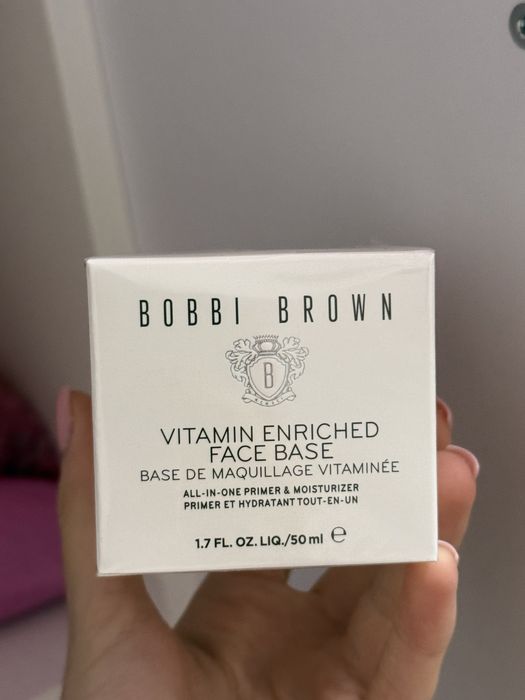 BOBBI BROWN
B
VITAMIN ENRICHED
FACE BASE
BASE DE MAQUILLAGE VITAMINÉE
ALL-IN-ONE PRIMER & MOISTURIZER
PRIMER ET HYDRATANT TOUT-EN-UN
1.7 FL. OZ. LIQ./50 ml ℮